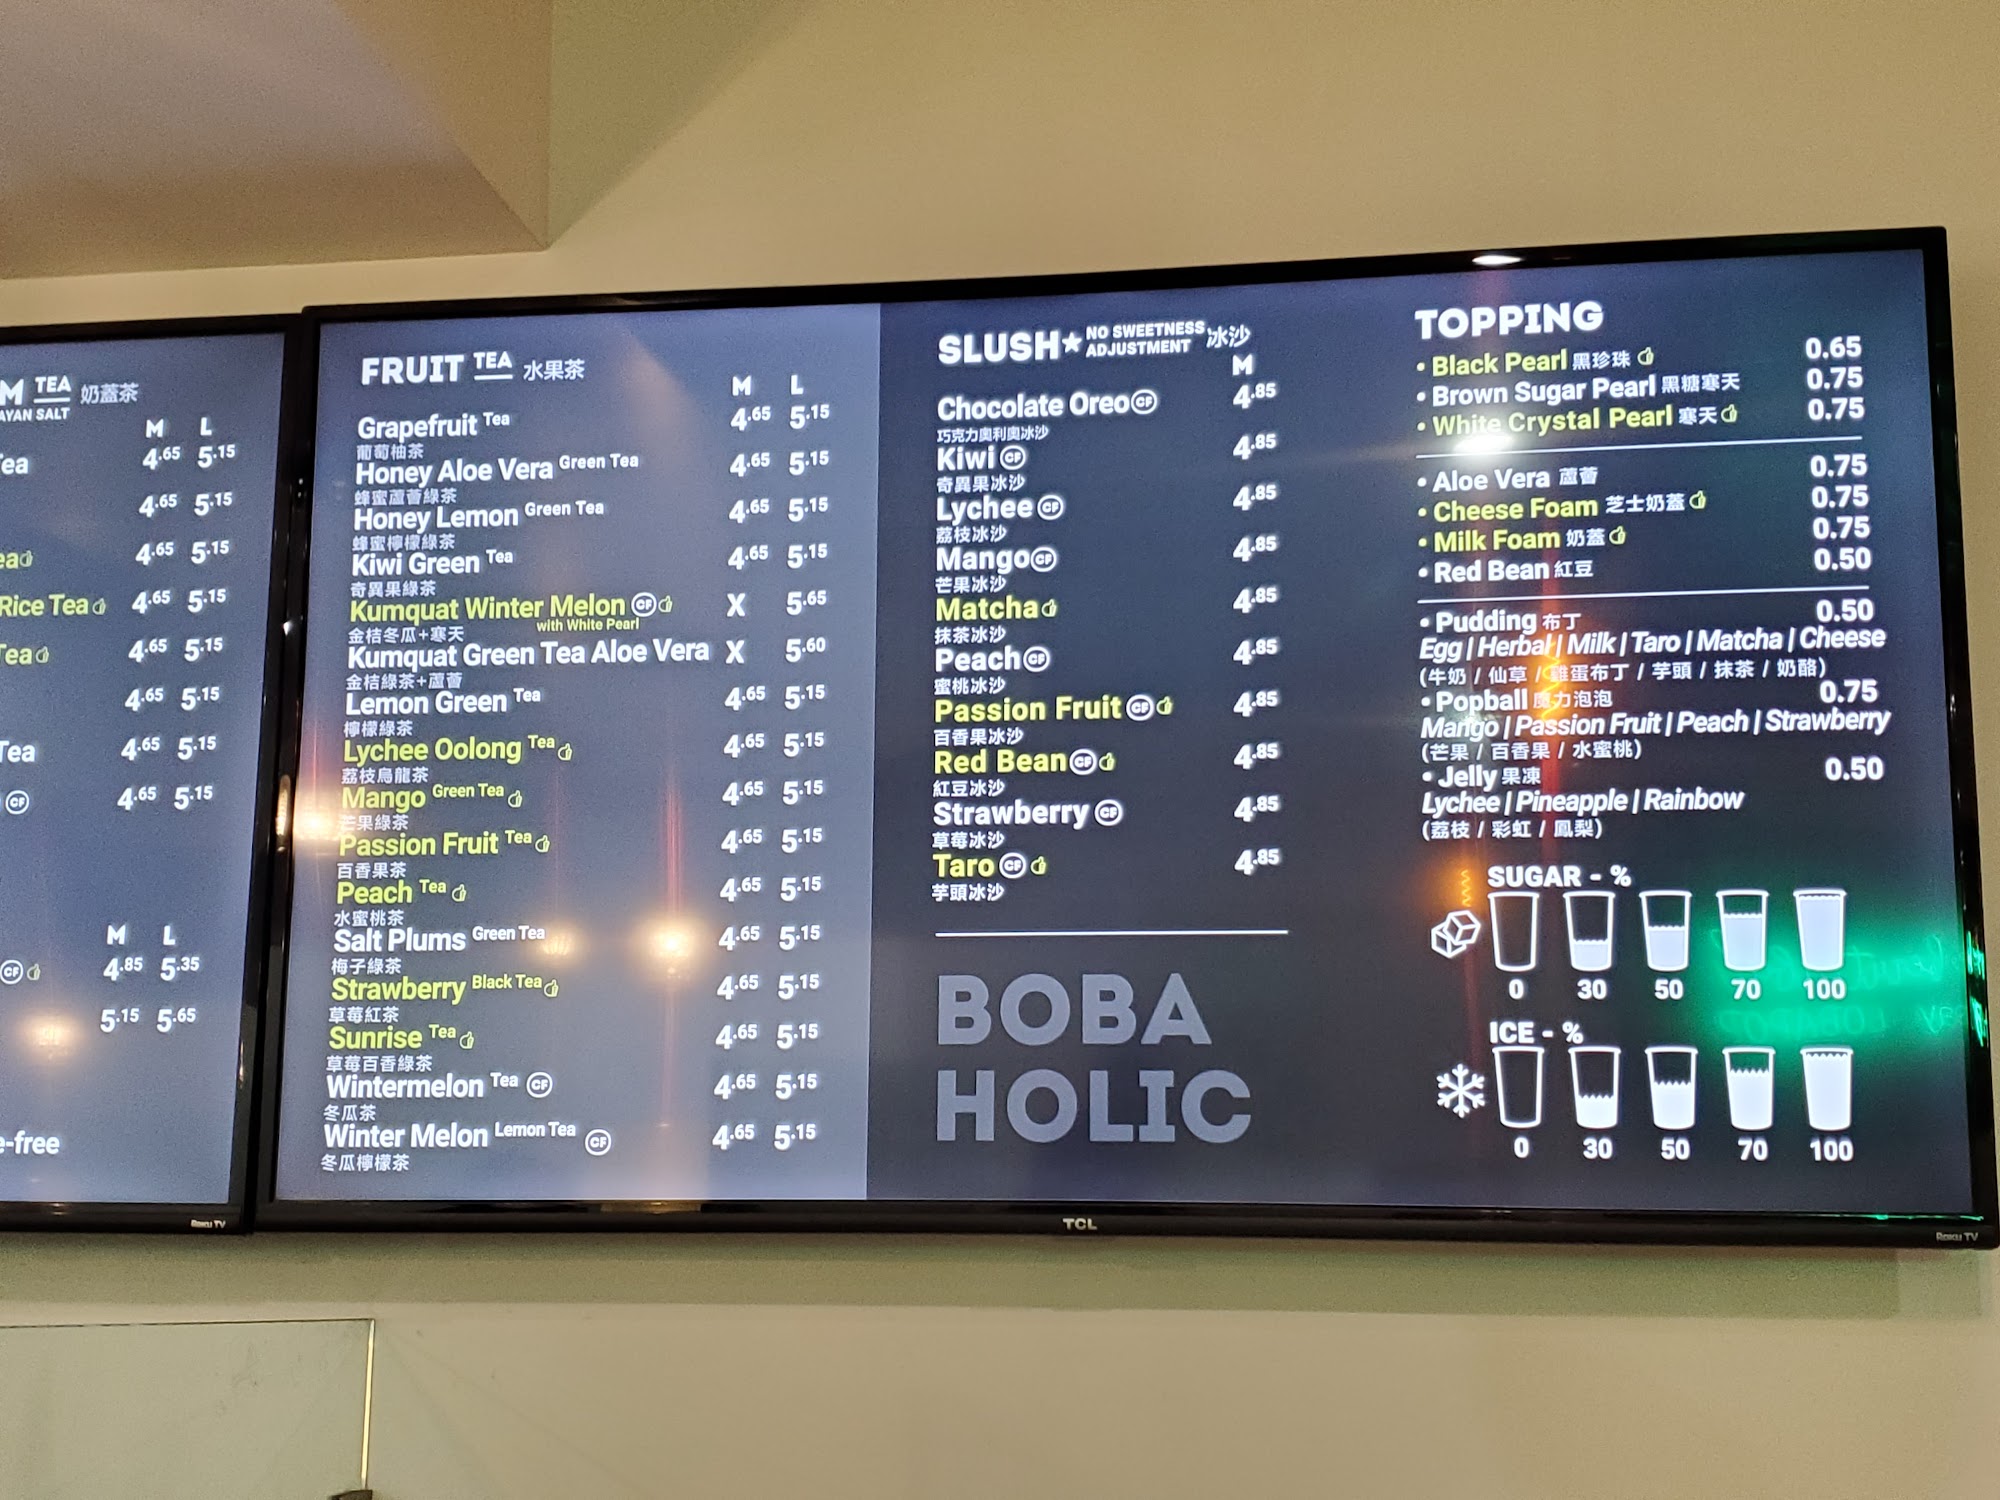 M TEA 奶蓋茶
AYAN SALT
M L
ea 4.65 5.15
4.65 5.15
ea 4.65 5.15
Rice Tea 4.65 5.15
Tea 4.65 5.15
4.65 5.15
Tea 4.65 5.15
CF 4.65 5.15
M L
CF 4.85 5.35
5.15 5.65
e-free
Roku TV
FRUIT TEA 水果茶
M L
Grapefruit Tea 4.65 5.15
葡萄柚茶
Honey Aloe Vera Green Tea 4.65 5.15
蜂蜜蘆薈綠茶
Honey Lemon Green Tea 4.65 5.15
蜂蜜檸檬綠茶
Kiwi Green Tea 4.65 5.15
奇異果綠茶
Kumquat Winter Melon CF X 5.65
with White Pearl
金桔冬瓜+寒天
Kumquat Green Tea Aloe Vera X 5.60
金桔綠茶+蘆薈
Lemon Green Tea 4.65 5.15
檸檬綠茶
Lychee Oolong Tea 4.65 5.15
荔枝烏龍茶
Mango Green Tea 4.65 5.15
芒果綠茶
Passion Fruit Tea 4.65 5.15
百香果茶
Peach Tea 4.65 5.15
水蜜桃茶
Salt Plums Green Tea 4.65 5.15
梅子綠茶
Strawberry Black Tea 4.65 5.15
草莓紅茶
Sunrise Tea 4.65 5.15
草莓百香綠茶
Wintermelon Tea CF 4.65 5.15
冬瓜茶
Winter Melon Lemon Tea CF 4.65 5.15
冬瓜檸檬茶
SLUSH★ NO SWEETNESS ADJUSTMENT 冰沙
M
Chocolate Oreo CF 4.85
巧克力奧利奧冰沙
Kiwi CF 4.85
奇異果冰沙
Lychee CF 4.85
荔枝冰沙
Mango CF 4.85
芒果冰沙
Matcha 4.85
抹茶冰沙
Peach CF 4.85
蜜桃冰沙
Passion Fruit CF 4.85
百香果冰沙
Red Bean CF 4.85
紅豆冰沙
Strawberry CF 4.85
草莓冰沙
Taro CF 4.85
芋頭冰沙
BOBA
HOLIC
TOPPING
• Black Pearl 黑珍珠 0.65
• Brown Sugar Pearl 黑糖寒天 0.75
• White Crystal Pearl 寒天 0.75
• Aloe Vera 蘆薈 0.75
• Cheese Foam 芝士奶蓋 0.75
• Milk Foam 奶蓋 0.75
• Red Bean 紅豆 0.50
• Pudding 布丁 0.50
Egg | Herbal | Milk | Taro | Matcha | Cheese
(牛奶 / 仙草 / 雞蛋布丁 / 芋頭 / 抹茶 / 奶酪)
• Popball 魔力泡泡 0.75
Mango | Passion Fruit | Peach | Strawberry
(芒果 / 百香果 / 水蜜桃)
• Jelly 果凍 0.50
Lychee | Pineapple | Rainbow
(荔枝 / 彩虹 / 鳳梨)
SUGAR - %
0 30 50 70 100
ICE - %
0 30 50 70 100
TCL
Roku TV